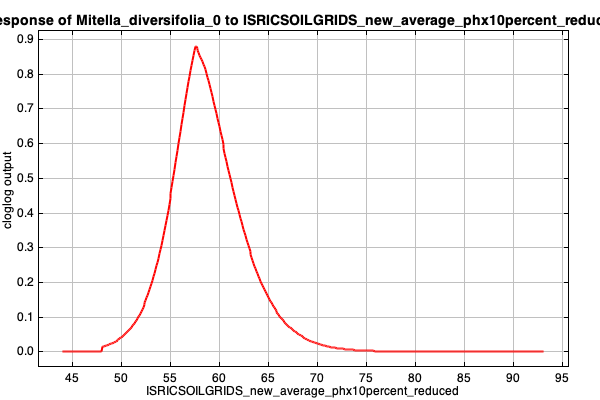 esponse of Mitella_diversifolia_0 to ISRICSOILGRIDS_new_average_phx10percent_reduc
0.9
0.8
0.7
0.6
0.5
0.4
0.3
0.2
0.1
0.0
cloglog output
45 50 55 60 65 70 75 80 85 90 95
ISRICSOILGRIDS_new_average_phx10percent_reduced